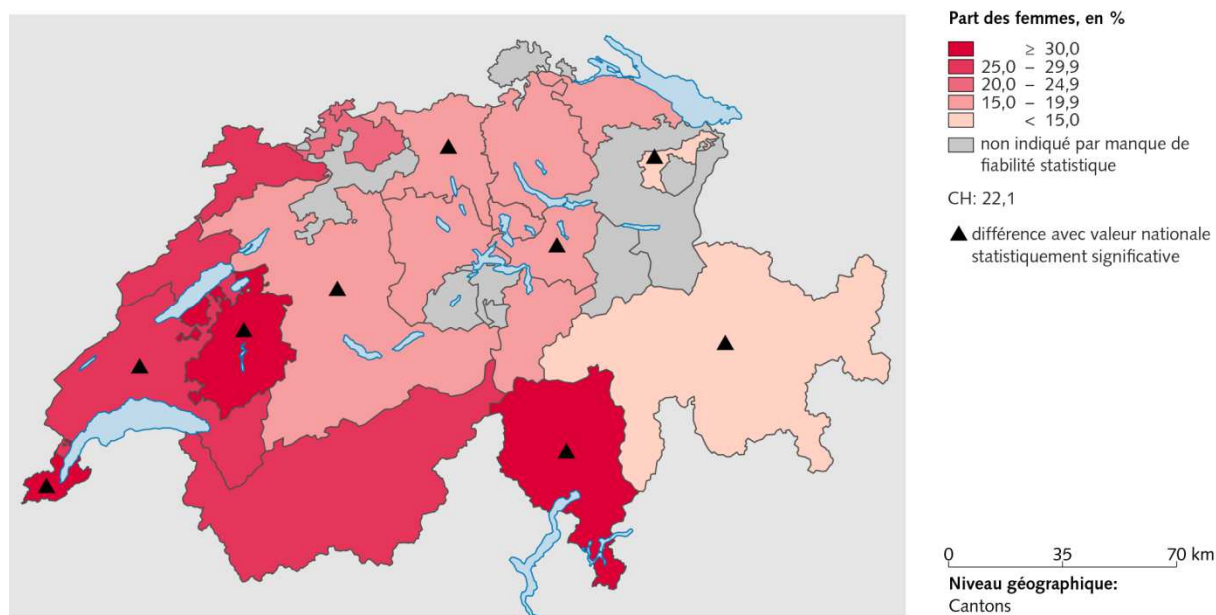 Part des femmes, en %
≥ 30,0
25,0 – 29,9
20,0 – 24,9
15,0 – 19,9
< 15,0
non indiqué par manque de
fiabilité statistique
CH: 22,1
▲ différence avec valeur nationale
statistiquement significative
0 35 70 km
Niveau géographique:
Cantons